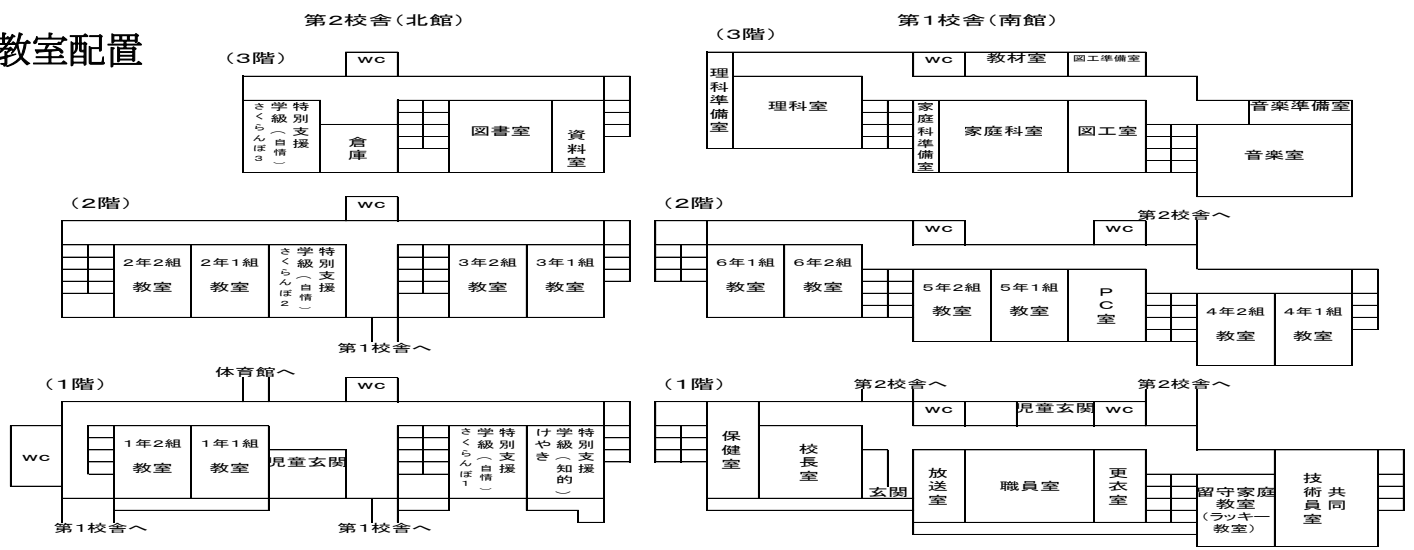 教室配置
第2校舎(北館)
(3階)
WC
特別支援
学級(自情)
さくらんぼ3
倉庫
図書室
資料室
(2階)
WC
2年2組
教室
2年1組
教室
特別支援
学級(自情)
さくらんぼ2
3年2組
教室
3年1組
教室
第1校舎へ
(1階)
体育館へ
WC
WC
1年2組
教室
1年1組
教室
児童玄関
特別支援
学級(自情)
さくらんぼ1
特別支援
学級(知的)
けやき
第1校舎へ
第1校舎へ
第1校舎(南館)
(3階)
理科準備室
理科室
WC
教材室
図工準備室
家庭科準備室
家庭科室
図工室
音楽準備室
音楽室
(2階)
第2校舎へ
WC
WC
6年1組
教室
6年2組
教室
5年2組
教室
5年1組
教室
PC室
4年2組
教室
4年1組
教室
(1階)
第2校舎へ
第2校舎へ
WC
児童玄関
WC
保健室
校長室
玄関
放送室
職員室
更衣室
留守家庭
教室
(ラッキー
教室)
共同
技術員室